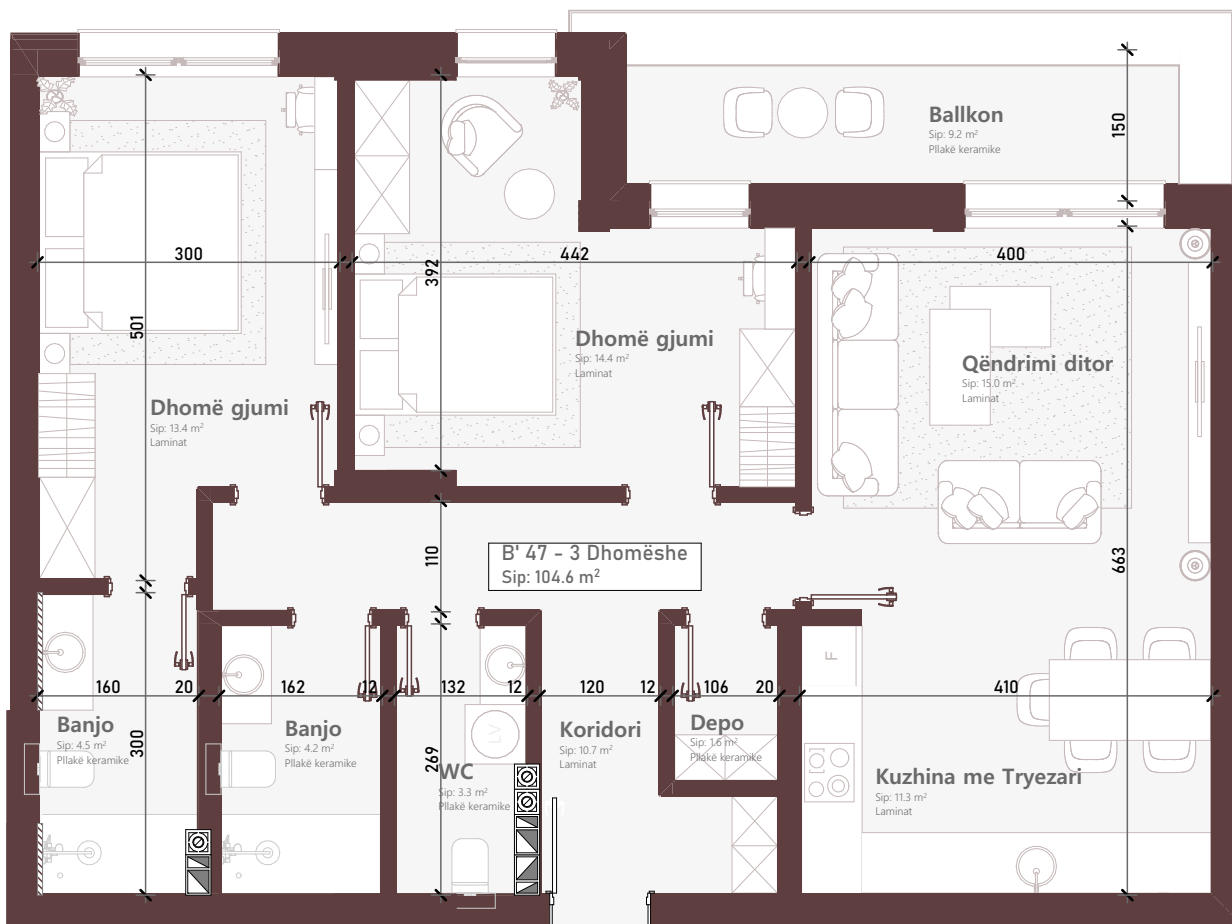 Ballkon
Sip: 9.2 m²
Pllakë keramike
150
300
442
400
392
501
Dhomë gjumi
Sip: 14.4 m²
Laminat
Qëndrimi ditor
Sip: 15.0 m²
Laminat
Dhomë gjumi
Sip: 13.4 m²
Laminat
110
B' 47 - 3 Dhomëshe
Sip: 104.6 m²
663
F
160
20
162
12
132
12
120
12
106
20
410
Banjo
Sip: 4.5 m²
Pllakë keramike
300
Banjo
Sip: 4.2 m²
Pllakë keramike
269
LV
WC
Sip: 3.3 m²
Pllakë keramike
Koridori
Sip: 10.7 m²
Laminat
Depo
Sip: 1.6 m²
Pllakë keramike
Kuzhina me Tryezari
Sip: 11.3 m²
Laminat